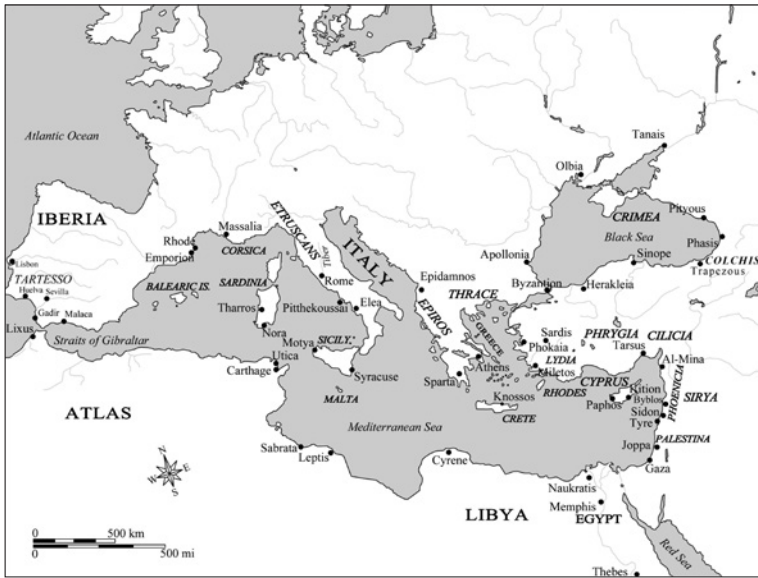 Atlantic Ocean
Tanais
Olbia
IBERIA
ETRUSCANS
Massalia
CRIMEA
Pityous
Rhode
Emporion
CORSICA
Tiber
ITALY
Black Sea
Phasis
Lisbon
TARTESSO
Huelva
Sevilla
BALEARIC IS.
SARDINIA
Rome
Apollonia
Sinope
COLCHIS
Trapezous
Epidamnos
Byzantion
Herakleia
Gadir
Malaca
Tharros
Pitthekoussai
Elea
EPIROS
THRACE
Lixus
Straits of Gibraltar
Nora
Motya
SICILY
GREECE
Sardis
Phokaia
PHRYGIA
CILICIA
Tarsus
Utica
Carthage
Syracuse
Athens
LYDIA
Miletos
Al-Mina
Sparta
MALTA
Knossos
RHODES
CYPRUS
Kition
Paphos
Byblos
PHOENICIA
SIRYA
ATLAS
CRETE
Sidon
Tyre
Mediterranean Sea
Sabrata
Leptis
Cyrene
Joppa
PALESTINA
Gaza
N
W
E
S
Naukratis
LIBYA
Memphis
EGYPT
0
500 km
0
500 mi
Red Sea
Thebes